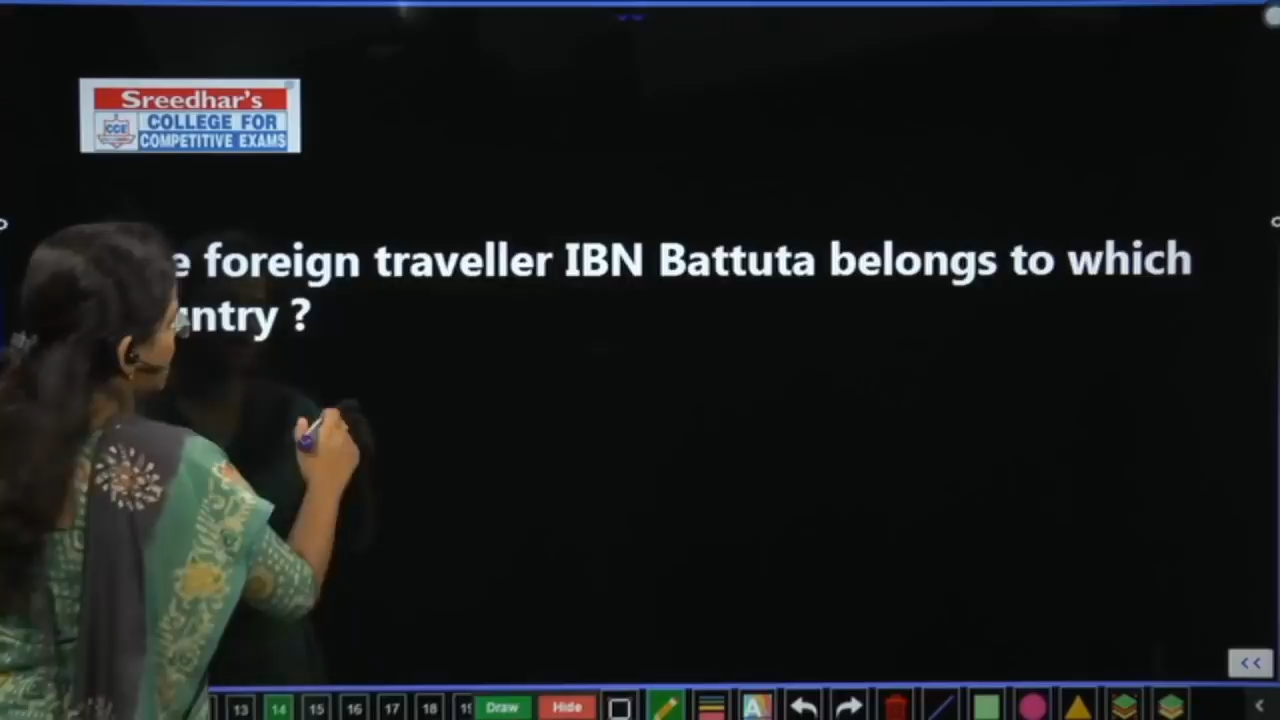 Sreedhar's
CCE
COLLEGE FOR
COMPETITIVE EXAMS
foreign traveller IBN Battuta belongs to which
?
13 14 15 16 17 18 Draw Hide A
<<
<